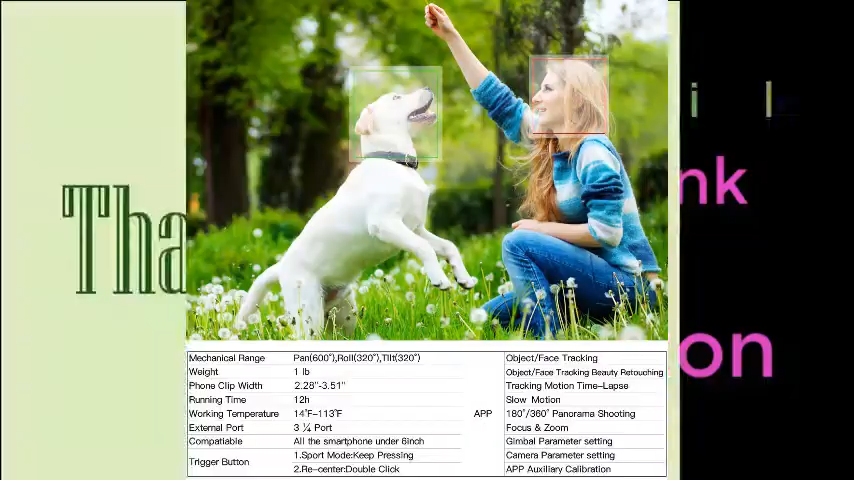 Tha
i l
nk
on
Mechanical Range Pan(600°),Roll(320°),TIlt(320°)
Weight 1 lb
Phone Clip Width 2.28"-3.51"
Running Time 12h
Working Temperature 14°F-113°F
External Port 3 ¼ Port
Compatiable All the smartphone under 6inch
Trigger Button 1.Sport Mode:Keep Pressing
2.Re-center:Double Click
APP
Object/Face Tracking
Object/Face Tracking Beauty Retouching
Tracking Motion Time-Lapse
Slow Motion
180°/360° Panorama Shooting
Focus & Zoom
Gimbal Parameter setting
Camera Parameter setting
APP Auxiliary Calibration